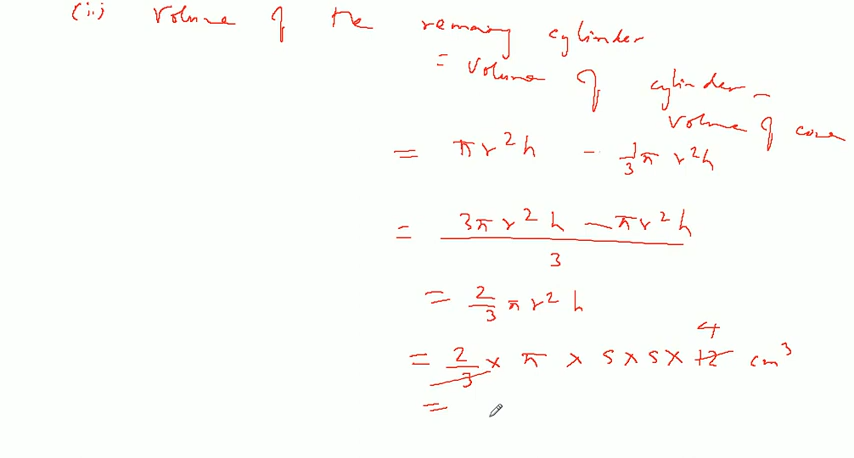 (ii) Volume of the remaining cylinder
= Volume of cylinder -
Volume of cone
= πr²h - 1/3 πr²h
= (3πr²h - πr²h)/3
= 2/3 πr²h
4
= 2/3 × π × 5 × 5 × 12 cm³
=